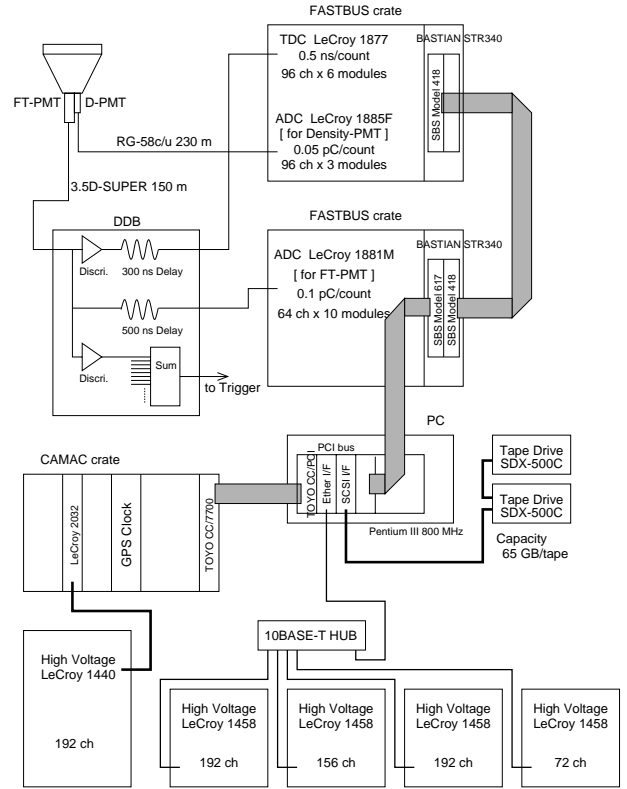 FASTBUS crate
TDC LeCroy 1877
0.5 ns/count
96 ch x 6 modules
BASTIAN STR340
SBS Model 418
FT-PMT
D-PMT
ADC LeCroy 1885F
[ for Density-PMT ]
0.05 pC/count
96 ch x 3 modules
RG-58c/u 230 m
3.5D-SUPER 150 m
DDB
Discri.
300 ns Delay
500 ns Delay
Discri.
Sum
to Trigger
FASTBUS crate
ADC LeCroy 1881M
[ for FT-PMT ]
0.1 pC/count
64 ch x 10 modules
BASTIAN STR340
SBS Model 617
SBS Model 418
PC
PCI bus
TOYO CC/PCI
Ether I/F
SCSI I/F
Pentium III 800 MHz
Tape Drive
SDX-500C
Tape Drive
SDX-500C
Capacity
65 GB/tape
CAMAC crate
LeCroy 2032
GPS Clock
TOYO CC/7700
10BASE-T HUB
High Voltage
LeCroy 1440
192 ch
High Voltage
LeCroy 1458
192 ch
High Voltage
LeCroy 1458
156 ch
High Voltage
LeCroy 1458
192 ch
High Voltage
LeCroy 1458
72 ch